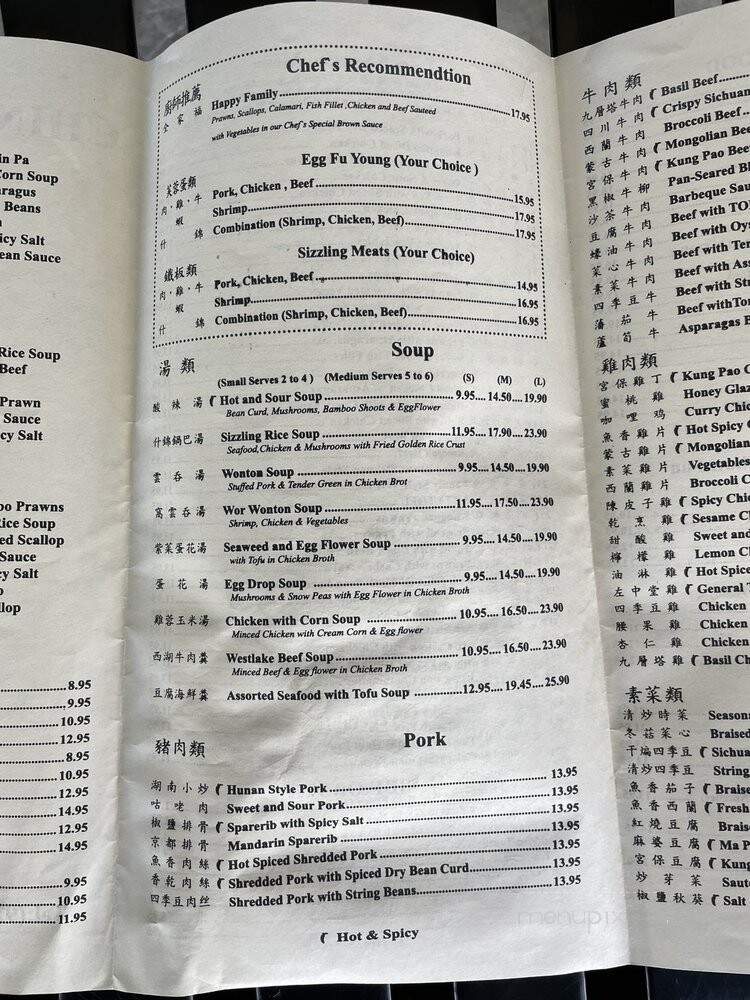 in Pa
Corn Soup
aragus
Beans
icy Salt
ean Sauce
Rice Soup
Beef
Prawn
Sauce
cy Salt
oo Prawns
Rice Soup
ed Scallop
Sauce
cy Salt
llop
8.95
9.95
10.95
12.95
8.95
10.95
12.95
14.95
12.95
14.95
9.95
10.95
11.95
Chef's Recommendtion
廚師推薦
全家福 Happy Family 17.95
Prawns, Scallops, Calamari, Fish Fillet ,Chicken and Beef Sauteed
with Vegetables in our Chef's Special Brown Sauce
Egg Fu Young (Your Choice )
芙蓉蛋類
肉,雞,牛 Pork, Chicken , Beef 15.95
蝦 Shrimp 17.95
什錦 Combination (Shrimp, Chicken, Beef) 17.95
Sizzling Meats (Your Choice)
鐵板類
肉,雞,牛 Pork, Chicken, Beef 14.95
蝦 Shrimp 16.95
什錦 Combination (Shrimp, Chicken, Beef) 16.95
湯類 Soup
(Small Serves 2 to 4 ) (Medium Serves 5 to 6) (S) (M) (L)
酸辣湯 Hot and Sour Soup 9.95....14.50....19.90
Bean Curd, Mushrooms, Bamboo Shoots & EggFlower
什錦鍋巴湯 Sizzling Rice Soup 11.95....17.90....23.90
Seafood,Chicken & Mushrooms with Fried Golden Rice Crust
雲吞湯 Wonton Soup 9.95....14.50....19.90
Stuffed Pork & Tender Green in Chicken Brot
窩雲吞湯 Wor Wonton Soup 11.95....17.50....23.90
Shrimp, Chicken & Vegetables
紫菜蛋花湯 Seaweed and Egg Flower Soup 9.95....14.50....19.90
with Tofu in Chicken Broth
蛋花湯 Egg Drop Soup 9.95....14.50....19.90
Mushrooms & Snow Peas with Egg Flower in Chicken Broth
雞蓉玉米湯 Chicken with Corn Soup 10.95....16.50....23.90
Minced Chicken with Cream Corn & Egg flower
西湖牛肉羹 Westlake Beef Soup 10.95....16.50....23.90
Minced Beef & Egg flower in Chicken Broth
豆腐海鮮羹 Assorted Seafood with Tofu Soup 12.95.... 19.45....25.90
豬肉類 Pork
湖南小炒 Hunan Style Pork 13.95
咕咾肉 Sweet and Sour Pork 13.95
椒鹽排骨 Sparerib with Spicy Salt 13.95
京都排骨 Mandarin Sparerib 13.95
魚香肉絲 Hot Spiced Shredded Pork 13.95
香乾肉絲 Shredded Pork with Spiced Dry Bean Curd 13.95
四季豆肉丝 Shredded Pork with String Beans 13.95
Hot & Spicy
牛肉類
九層塔牛肉 Basil Beef
四川牛肉 Crispy Sichuan
西蘭牛肉 Broccoli Beef
蒙古牛肉 Mongolian Beef
宮保牛肉 Kung Pao Beef
黑椒牛柳 Pan-Seared Bl
沙茶牛肉 Barbeque Sau
豆腐牛肉 Beef with TO
蠔油牛肉 Beef with Oys
菜心牛肉 Beef with Ten
素菜牛肉 Beef with Ass
四季豆牛 Beef with Str
蕃茄牛 Beef withTo
蘆筍牛 Asparagus B
雞肉類
宮保雞丁 Kung Pao C
蜜桃雞 Honey Glaz
咖哩鸡 Curry Chic
魚香雞片 Hot Spicy C
蒙古雞片 Mongolian
素菜雞片 Vegetables
西蘭雞片 Broccoli C
陳皮子雞 Spicy Chi
乾烹雞 Sesame Ch
甜酸雞 Sweet and
檸檬雞 Lemon Ch
油淋雞 Hot Spice
左中堂雞 General T
四季豆雞 Chicken
腰果雞 Chicken
杏仁雞 Chicken
九層塔雞 Basil Ch
素菜類
清炒時菜 Season
冬菇菜心 Braised
干煸四季豆 Sichua
清炒四季豆 String
魚香茄子 Braise
魚香西蘭 Fresh
紅燒豆腐 Brais
麻婆豆腐 Ma P
宮保豆腐 Kung
炒芽菜 Saut
椒鹽秋葵 Salt
menupix